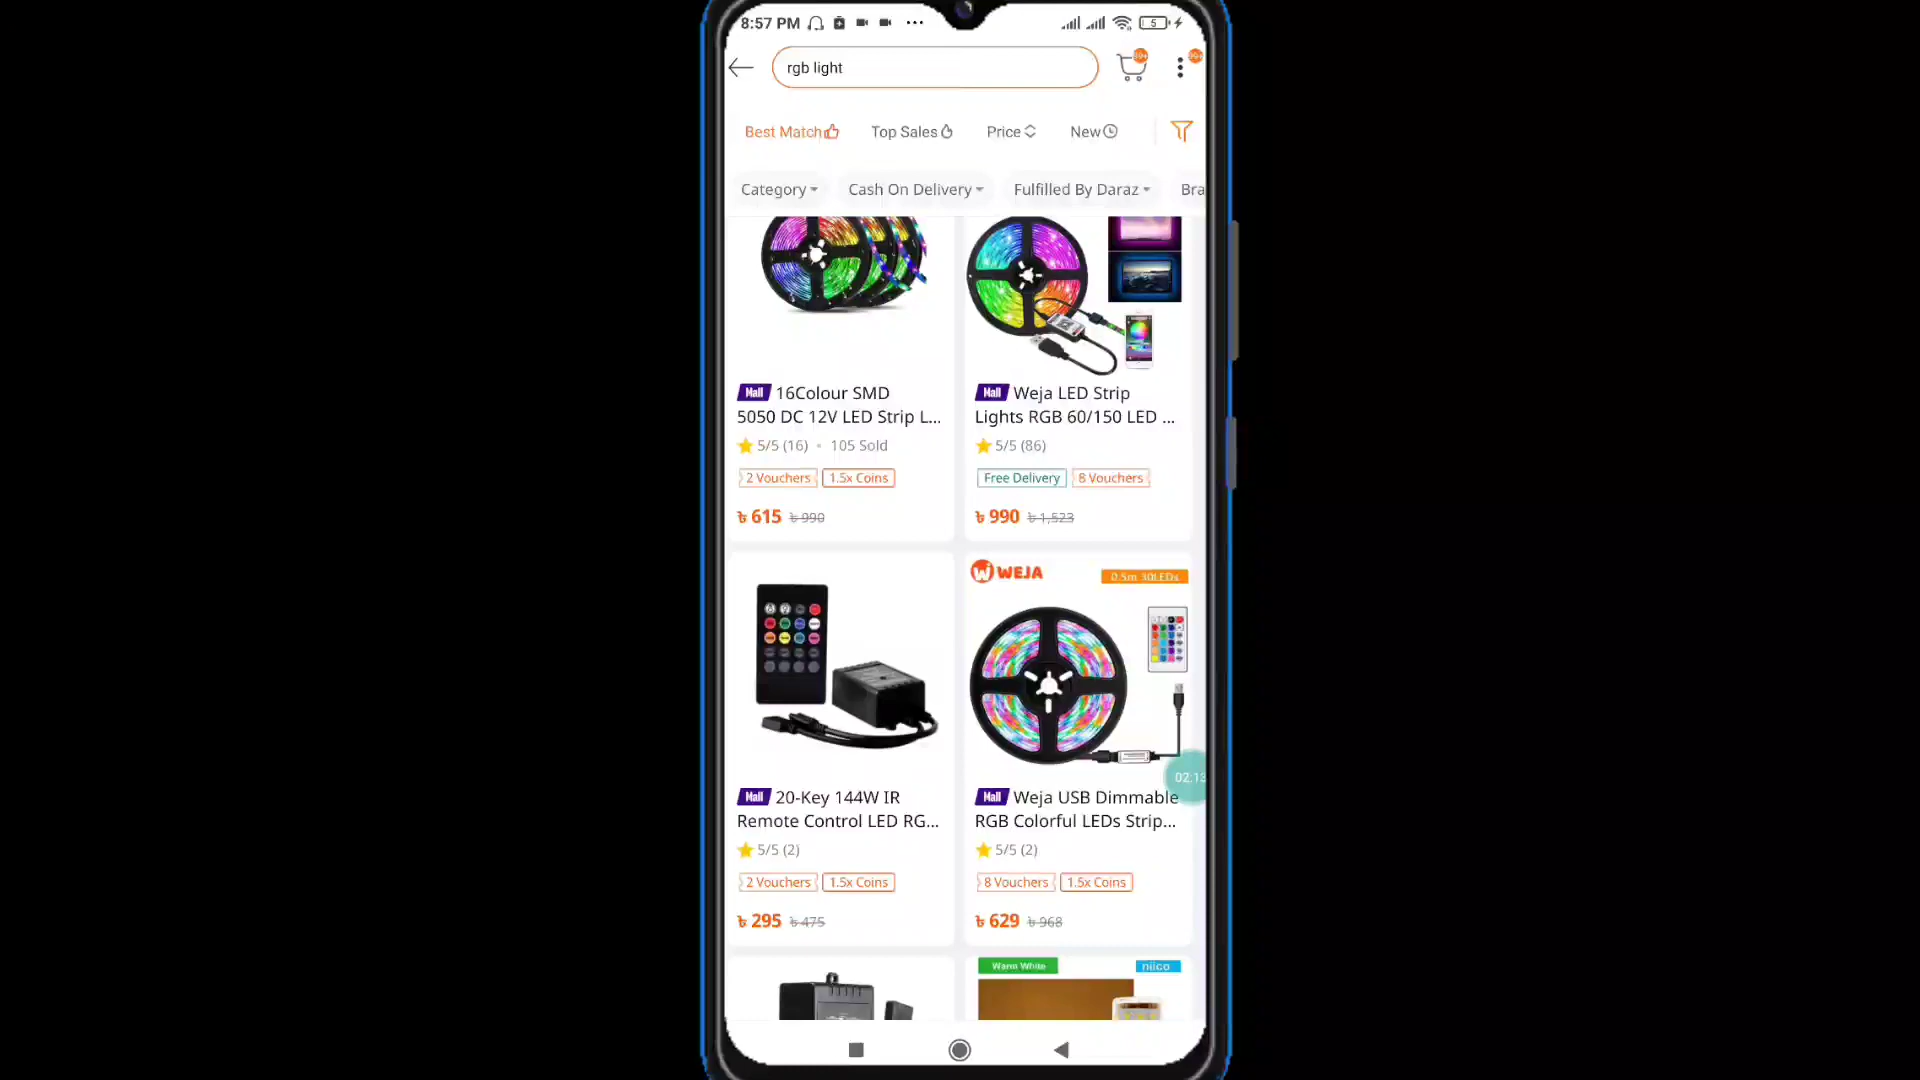 8:57 PM
5
rgb light
99+
99+
Best Match
Top Sales
Price
New
Category
Cash On Delivery
Fulfilled By Daraz
Bra
Mall 16Colour SMD
5050 DC 12V LED Strip L...
5/5 (16) • 105 Sold
2 Vouchers
1.5x Coins
৳ 615 ৳ 990
Mall Weja LED Strip
Lights RGB 60/150 LED ...
5/5 (86)
Free Delivery
8 Vouchers
৳ 990 ৳ 1,523
Mall 20-Key 144W IR
Remote Control LED RG...
5/5 (2)
2 Vouchers
1.5x Coins
৳ 295 ৳ 475
WEJA
0.5m 30LEDs
02:13
Mall Weja USB Dimmable
RGB Colorful LEDs Strip...
5/5 (2)
8 Vouchers
1.5x Coins
৳ 629 ৳ 968
Warm White
niico